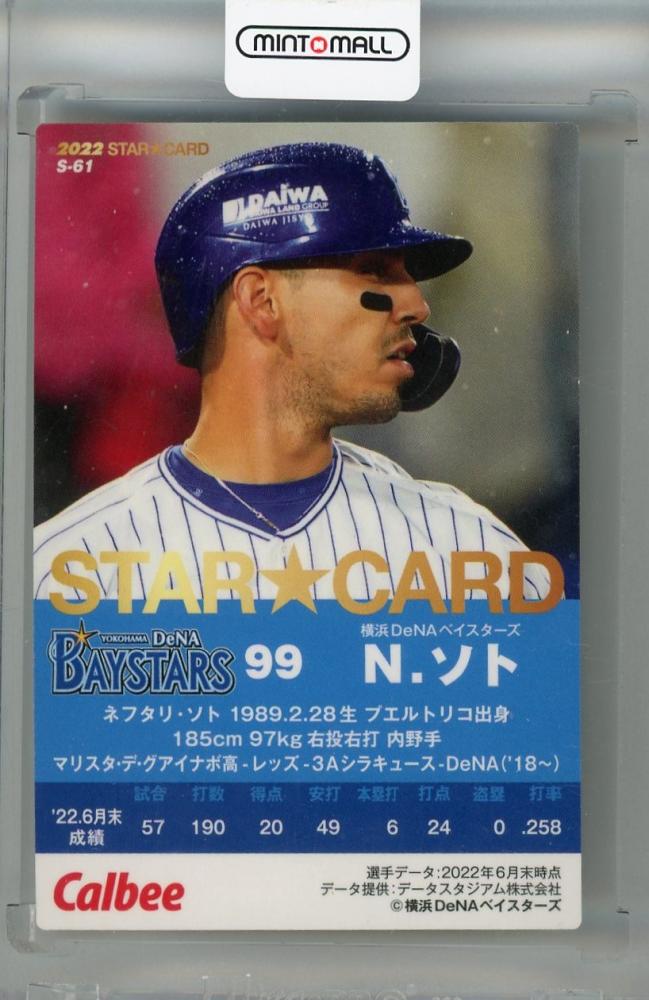 MINTNMALL
2022 STAR★CARD
S-61
DAIWA
DAIWA LAND GROUP
DAIWA JISYO
STAR★CARD
YOKOHAMA DeNA
BAYSTARS
99
横浜DeNAベイスターズ
N.ソト
ネフタリ・ソト 1989.2.28生 プエルトリコ出身
185cm 97kg 右投右打 内野手
マリスタ・デ・グアイナボ高-レッズ-3Aシラキュース-DeNA('18〜)
試合 打数 得点 安打 本塁打 打点 盗塁 打率
'22.6月末
成績
57 190 20 49 6 24 0 .258
Calbee
選手データ:2022年6月末時点
データ提供:データスタジアム株式会社
©横浜DeNAベイスターズ